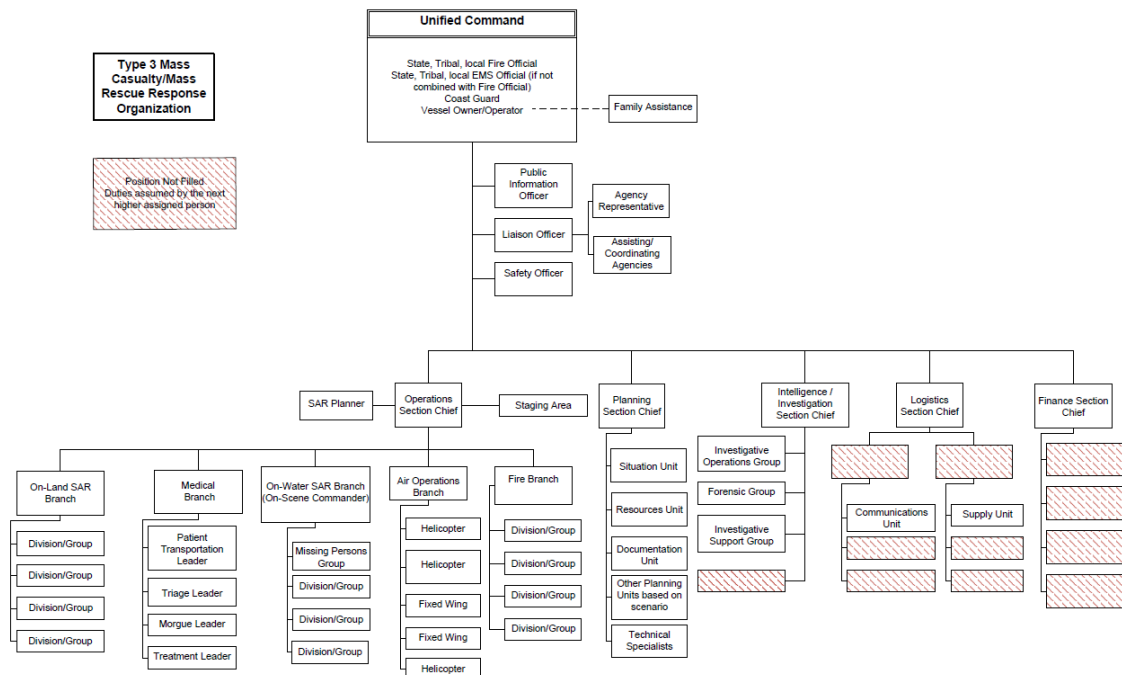 Unified Command
State, Tribal, local Fire Official
State, Tribal, local EMS Official (if not
combined with Fire Official)
Coast Guard
Vessel Owner/Operator
Family Assistance
Type 3 Mass
Casualty/Mass
Rescue Response
Organization
Position Not Filled
Duties assumed by the next
higher assigned person
Public
Information
Officer
Liaison Officer
Agency
Representative
Assisting/
Coordinating
Agencies
Safety Officer
SAR Planner
Operations
Section Chief
Staging Area
Planning
Section Chief
Intelligence /
Investigation
Section Chief
Logistics
Section Chief
Finance Section
Chief
On-Land SAR
Branch
Division/Group
Division/Group
Division/Group
Division/Group
Medical
Branch
Patient
Transportation
Leader
Triage Leader
Morgue Leader
Treatment Leader
On-Water SAR Branch
(On-Scene Commander)
Missing Persons
Group
Division/Group
Division/Group
Division/Group
Air Operations
Branch
Helicopter
Helicopter
Fixed Wing
Fixed Wing
Helicopter
Fire Branch
Division/Group
Division/Group
Division/Group
Division/Group
Situation Unit
Resources Unit
Documentation
Unit
Other Planning
Units based on
scenario
Technical
Specialists
Investigative
Operations Group
Forensic Group
Investigative
Support Group
Communications
Unit
Supply Unit